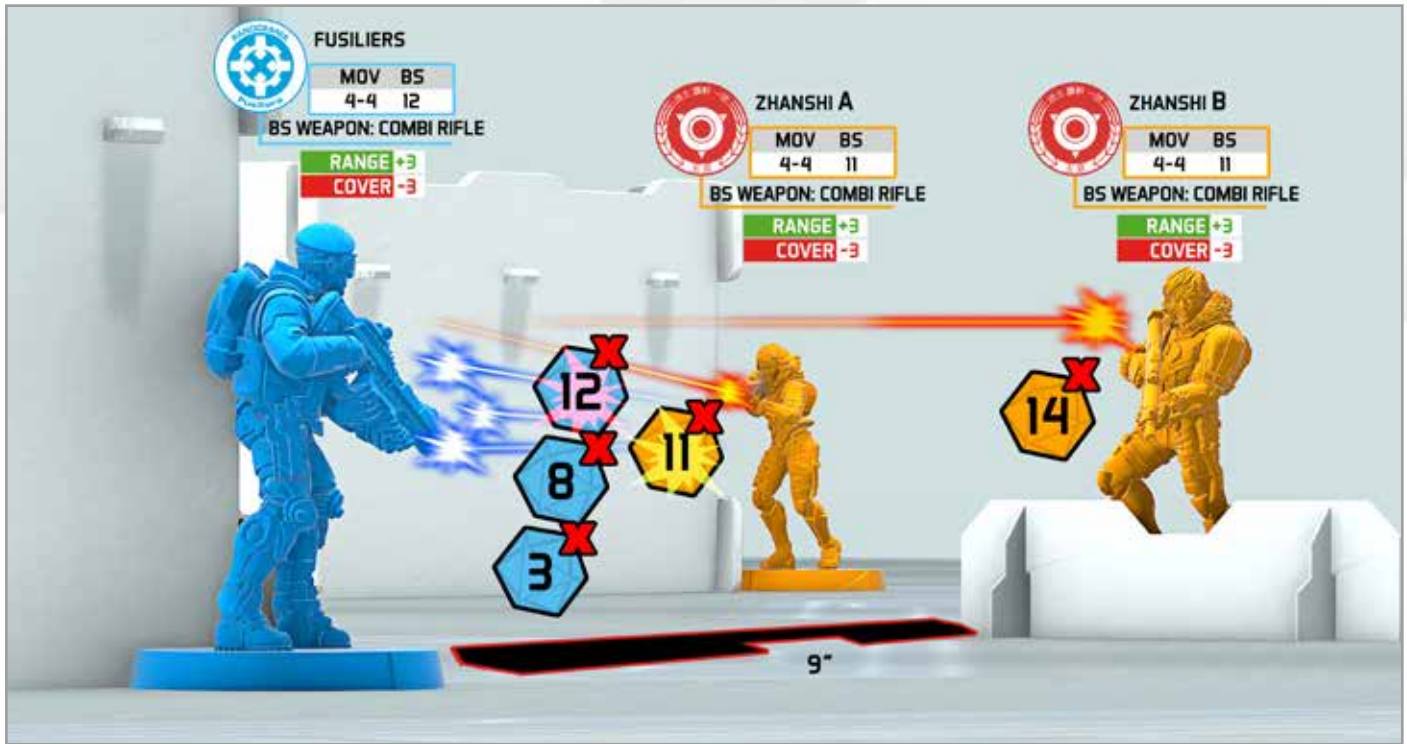 PANOCEANIA
Fusiliers
FUSILIERS
MOV BS
4-4 12
BS WEAPON: COMBI RIFLE
RANGE +3
COVER -3
ZHANSHI A
MOV BS
4-4 11
BS WEAPON: COMBI RIFLE
RANGE +3
COVER -3
ZHANSHI B
MOV BS
4-4 11
BS WEAPON: COMBI RIFLE
RANGE +3
COVER -3
12 X
8 X
3 X
11 X
14 X
9"